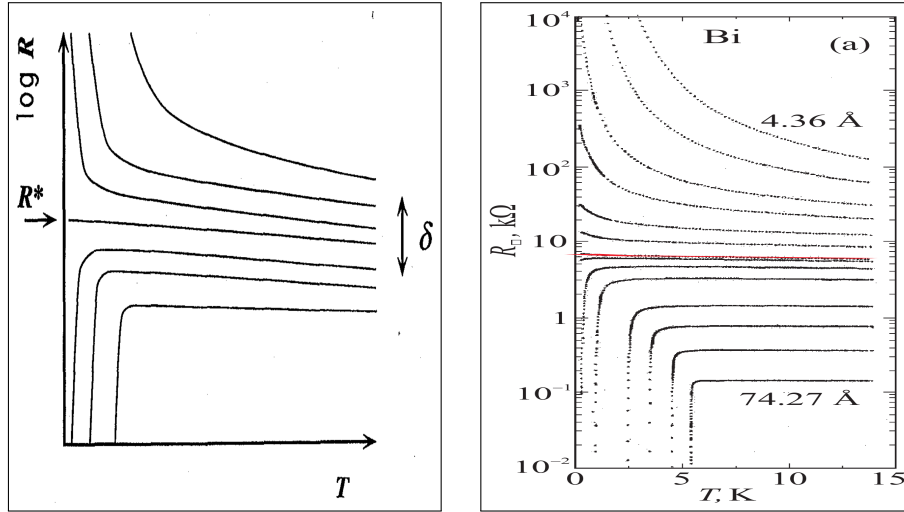 log R
R*
δ
T
Bi
(a)
4.36 Å
74.27 Å
R□, kΩ
10⁴
10³
10²
10
1
10⁻¹
10⁻²
0
5
10
15
T, K